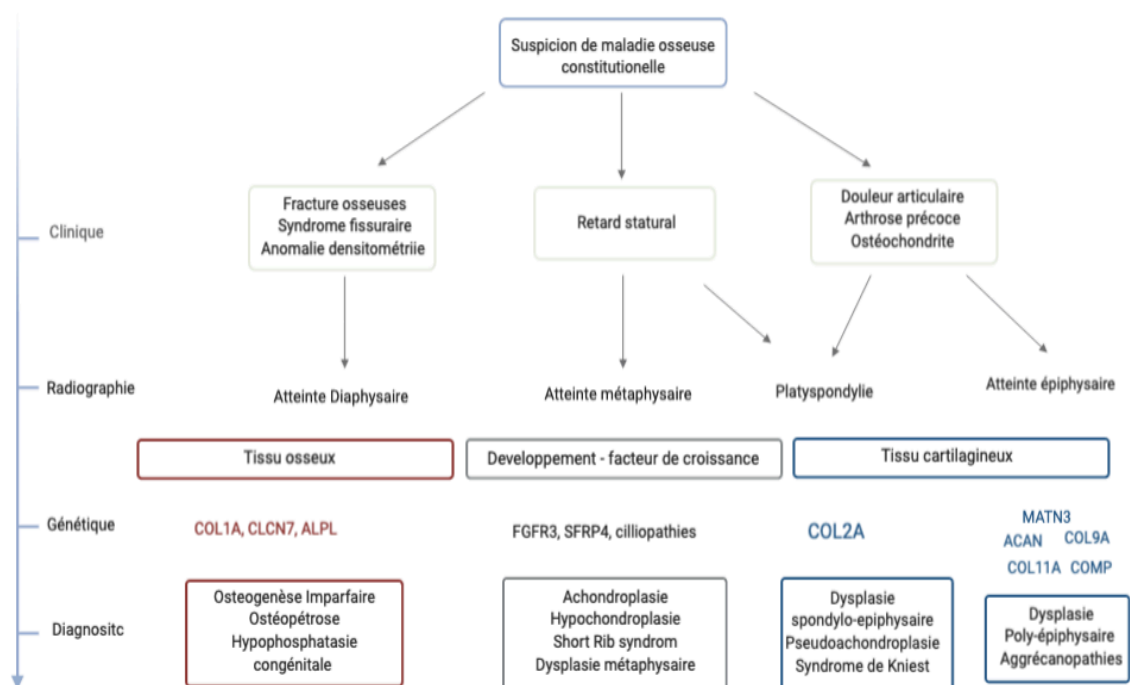 Suspicion de maladie osseuse
constitutionelle
Clinique
Fracture osseuses
Syndrome fissuraire
Anomalie densitométriie
Retard statural
Douleur articulaire
Arthrose précoce
Ostéochondrite
Radiographie
Atteinte Diaphysaire
Atteinte métaphysaire
Platyspondylie
Atteinte épiphysaire
Tissu osseux
Developpement - facteur de croissance
Tissu cartilagineux
Génétique
COL1A, CLCN7, ALPL
FGFR3, SFRP4, cilliopathies
COL2A
MATN3
ACAN COL9A
COL11A COMP
Diagnositc
Osteogenèse Imparfaire
Ostéopétrose
Hypophosphatasie
congénitale
Achondroplasie
Hypochondroplasie
Short Rib syndrom
Dysplasie métaphysaire
Dysplasie
spondylo-epiphysaire
Pseudoachondroplasie
Syndrome de Kniest
Dysplasie
Poly-épiphysaire
Aggrécanopathies